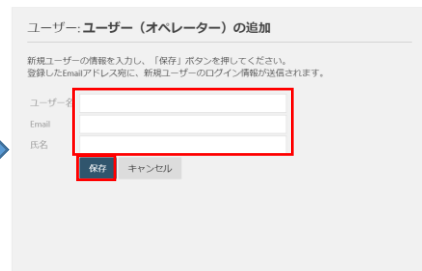 ユーザー: ユーザー（オペレーター）の追加
新規ユーザーの情報を入力し、「保存」ボタンを押してください。
登録したEmailアドレス宛に、新規ユーザーのログイン情報が送信されます。
ユーザー名
Email
氏名
保存 キャンセル